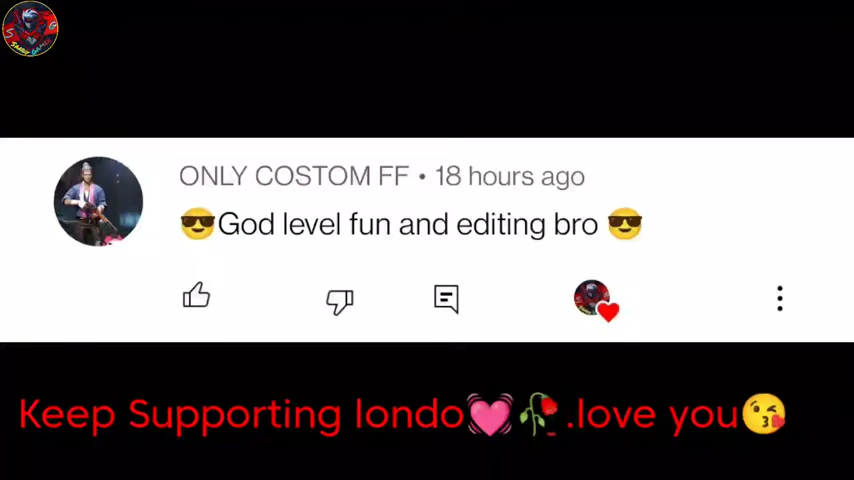 ONLY COSTOM FF • 18 hours ago
😎God level fun and editing bro 😎
Keep Supporting londo💓🥀.love you😘